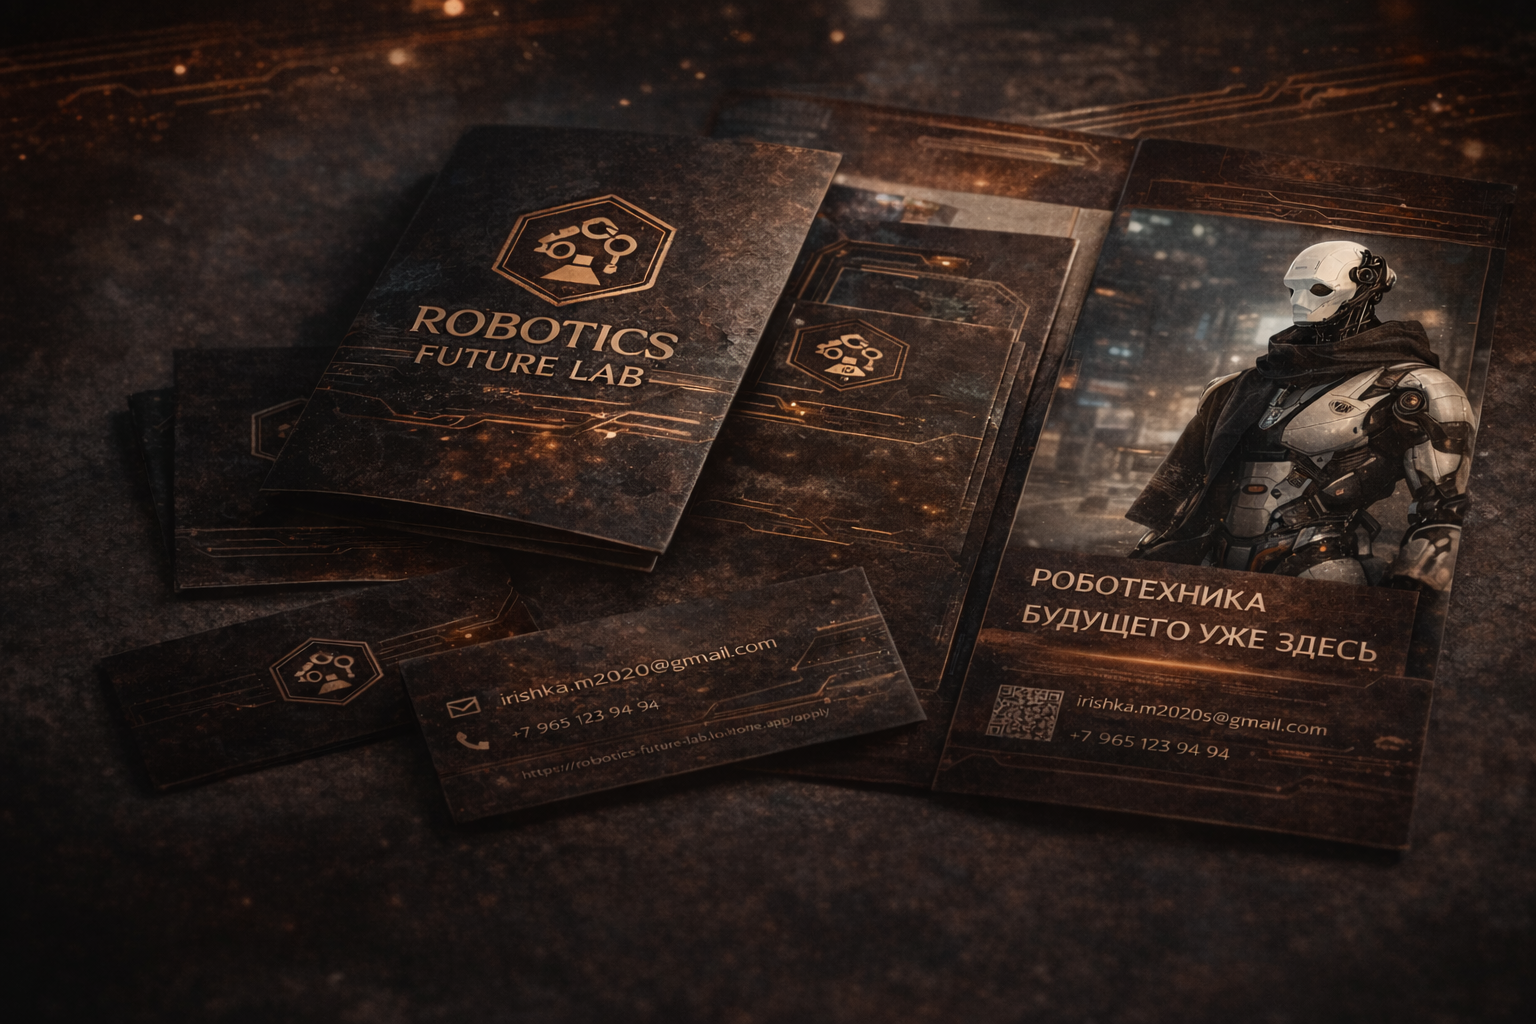 ROBOTICS
FUTURE LAB
irishka.m2020@gmail.com
+7 965 123 94 94
РОБОТЕХНИКА
БУДУЩЕГО УЖЕ ЗДЕСЬ
irishka.m2020s@gmail.com
+7 965 123 94 94